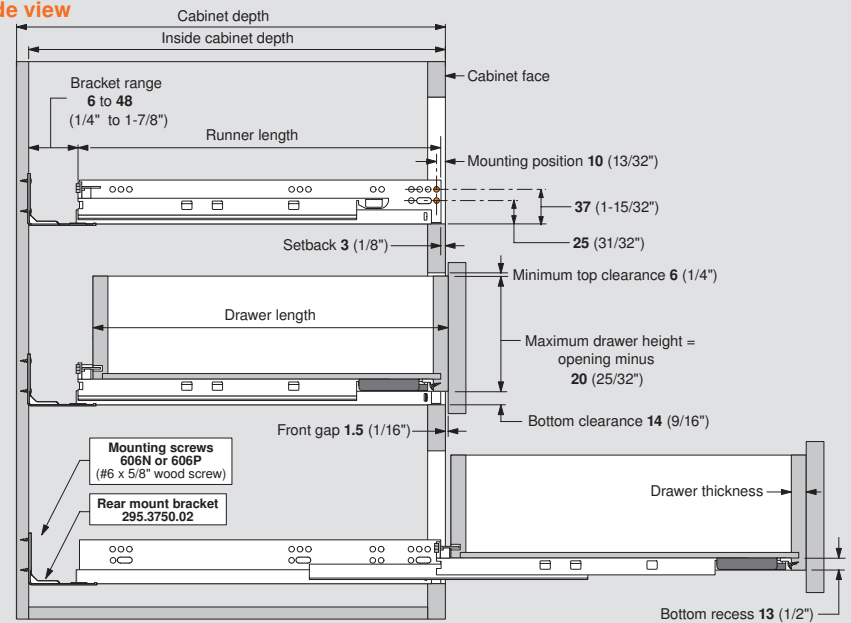 de view
Cabinet depth
Inside cabinet depth
Cabinet face
Bracket range
6 to 48
(1/4" to 1-7/8")
Runner length
Mounting position 10 (13/32")
37 (1-15/32")
25 (31/32")
Setback 3 (1/8")
Minimum top clearance 6 (1/4")
Drawer length
Maximum drawer height =
opening minus
20 (25/32")
Bottom clearance 14 (9/16")
Front gap 1.5 (1/16")
Mounting screws
606N or 606P
(#6 x 5/8" wood screw)
Drawer thickness
Rear mount bracket
295.3750.02
Bottom recess 13 (1/2")